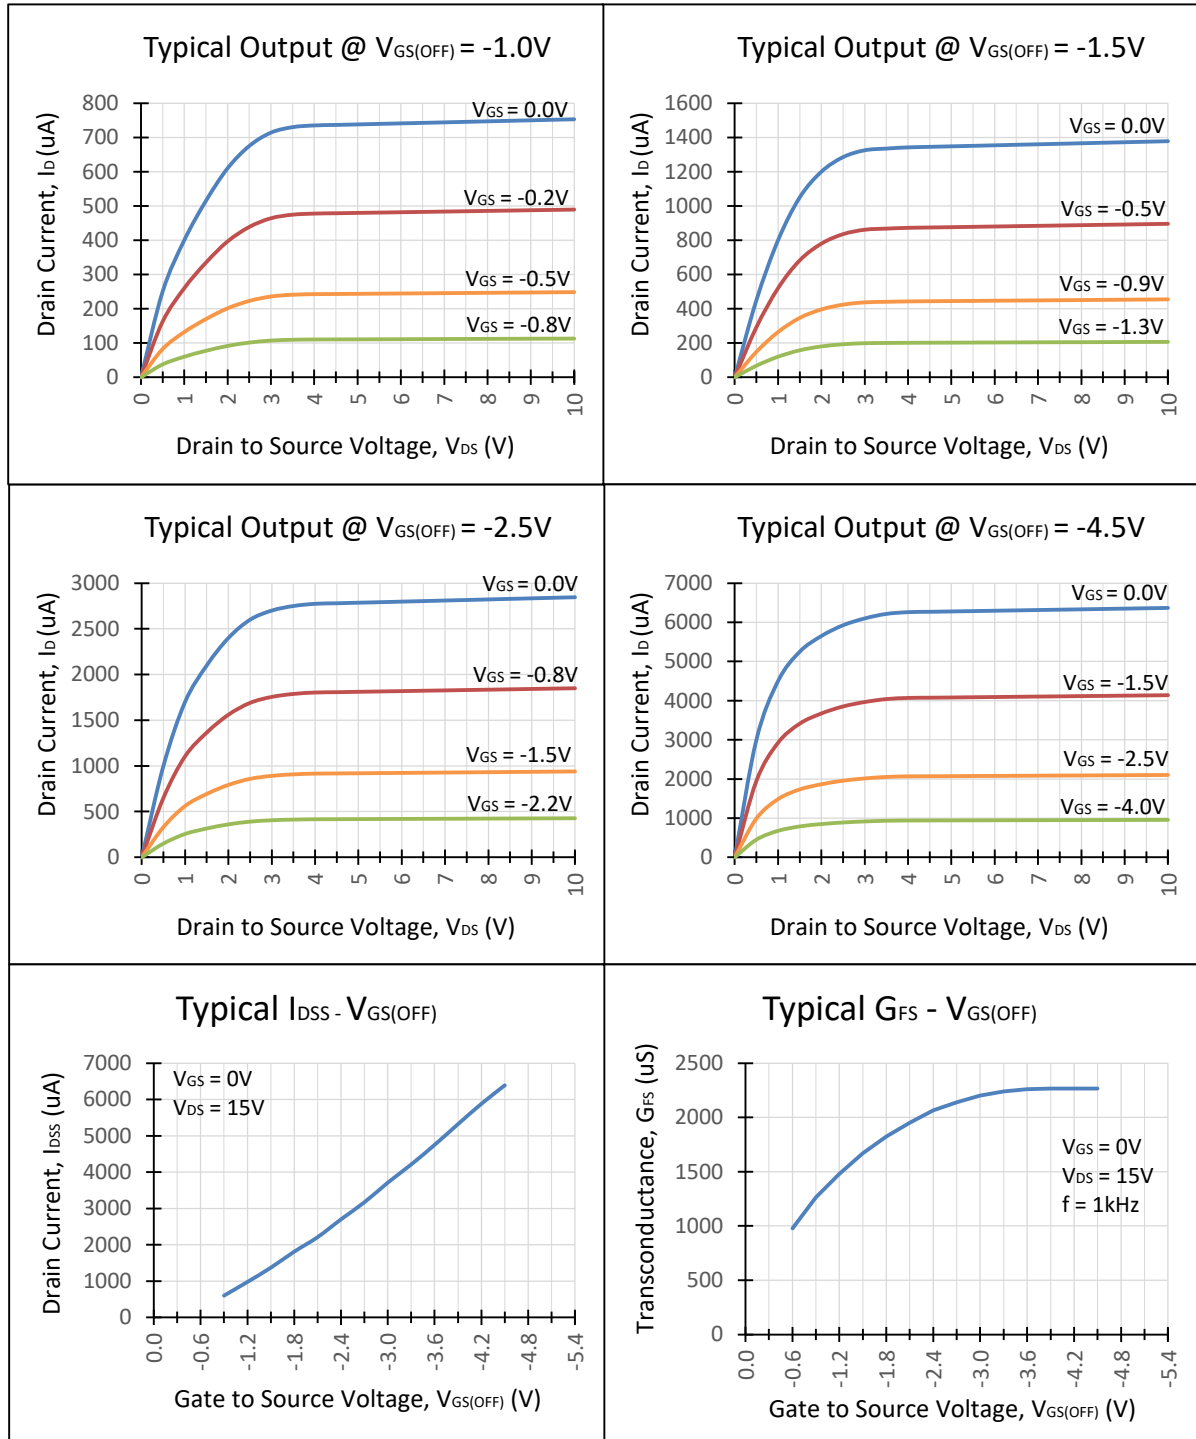 Typical Output @ VGS(OFF) = -1.0V
Drain Current, ID (uA)
800
700
600
500
400
300
200
100
0
VGS = 0.0V
VGS = -0.2V
VGS = -0.5V
VGS = -0.8V
0 1 2 3 4 5 6 7 8 9 10
Drain to Source Voltage, VDS (V)
Typical Output @ VGS(OFF) = -1.5V
Drain Current, ID (uA)
1600
1400
1200
1000
800
600
400
200
0
VGS = 0.0V
VGS = -0.5V
VGS = -0.9V
VGS = -1.3V
0 1 2 3 4 5 6 7 8 9 10
Drain to Source Voltage, VDS (V)
Typical Output @ VGS(OFF) = -2.5V
Drain Current, ID (uA)
3000
2500
2000
1500
1000
500
0
VGS = 0.0V
VGS = -0.8V
VGS = -1.5V
VGS = -2.2V
0 1 2 3 4 5 6 7 8 9 10
Drain to Source Voltage, VDS (V)
Typical Output @ VGS(OFF) = -4.5V
Drain Current, ID (uA)
7000
6000
5000
4000
3000
2000
1000
0
VGS = 0.0V
VGS = -1.5V
VGS = -2.5V
VGS = -4.0V
0 1 2 3 4 5 6 7 8 9 10
Drain to Source Voltage, VDS (V)
Typical IDSS - VGS(OFF)
Drain Current, IDSS (uA)
7000
6000
5000
4000
3000
2000
1000
0
VGS = 0V
VDS = 15V
0.0 -0.6 -1.2 -1.8 -2.4 -3.0 -3.6 -4.2 -4.8 -5.4
Gate to Source Voltage, VGS(OFF) (V)
Typical GFS - VGS(OFF)
Transconductance, GFS (uS)
2500
2000
1500
1000
500
0
VGS = 0V
VDS = 15V
f = 1kHz
0.0 -0.6 -1.2 -1.8 -2.4 -3.0 -3.6 -4.2 -4.8 -5.4
Gate to Source Voltage, VGS(OFF) (V)